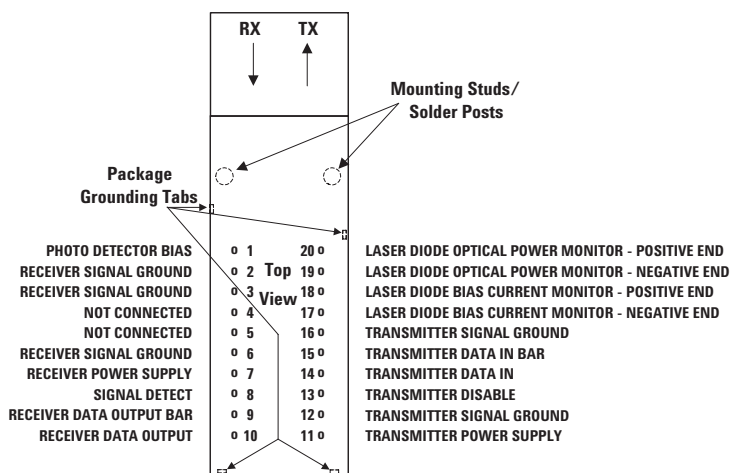 RX TX
Mounting Studs/
Solder Posts
Package
Grounding Tabs
PHOTO DETECTOR BIAS o 1 20 o LASER DIODE OPTICAL POWER MONITOR - POSITIVE END
RECEIVER SIGNAL GROUND o 2 Top 19 o LASER DIODE OPTICAL POWER MONITOR - NEGATIVE END
RECEIVER SIGNAL GROUND o 3 View 18 o LASER DIODE BIAS CURRENT MONITOR - POSITIVE END
NOT CONNECTED o 4 17 o LASER DIODE BIAS CURRENT MONITOR - NEGATIVE END
NOT CONNECTED o 5 16 o TRANSMITTER SIGNAL GROUND
RECEIVER SIGNAL GROUND o 6 15 o TRANSMITTER DATA IN BAR
RECEIVER POWER SUPPLY o 7 14 o TRANSMITTER DATA IN
SIGNAL DETECT o 8 13 o TRANSMITTER DISABLE
RECEIVER DATA OUTPUT BAR o 9 12 o TRANSMITTER SIGNAL GROUND
RECEIVER DATA OUTPUT o 10 11 o TRANSMITTER POWER SUPPLY